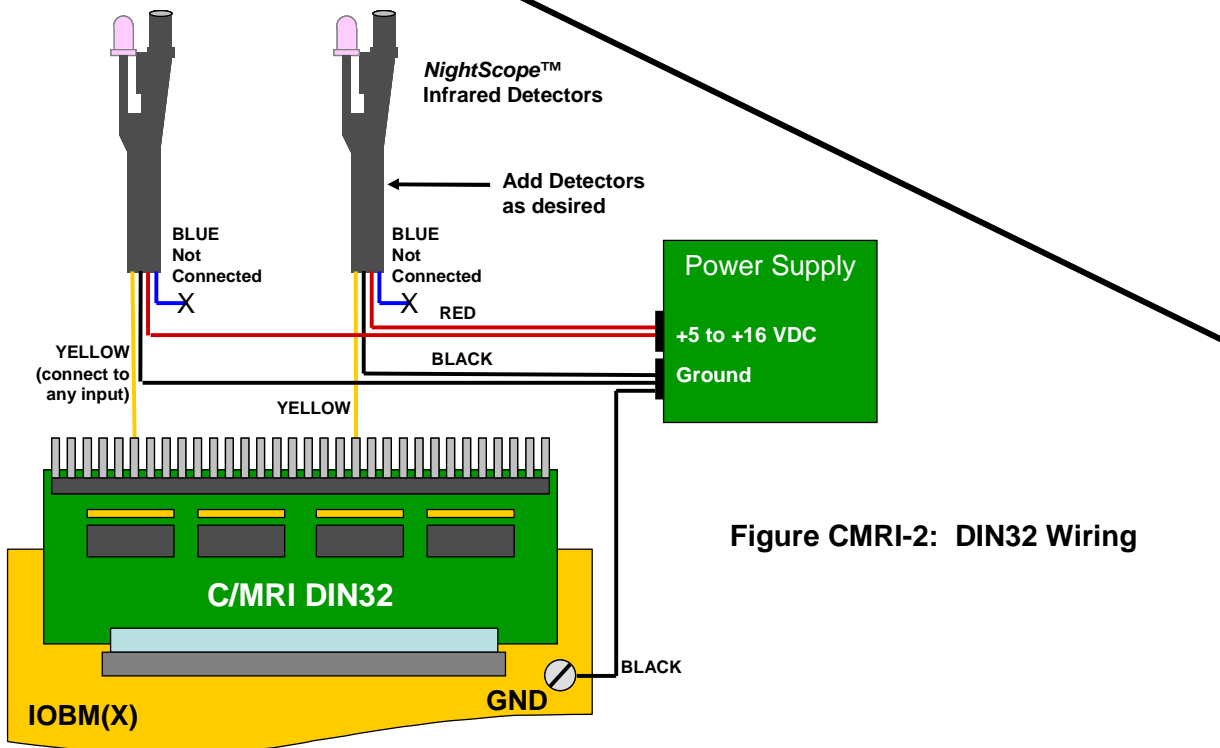 NightScope™
Infrared Detectors
Add Detectors
as desired
BLUE
Not
Connected
BLUE
Not
Connected
X
X
RED
Power Supply
+5 to +16 VDC
Ground
YELLOW
(connect to
any input)
BLACK
YELLOW
Figure CMRI-2: DIN32 Wiring
C/MRI DIN32
BLACK
GND
IOBM(X)